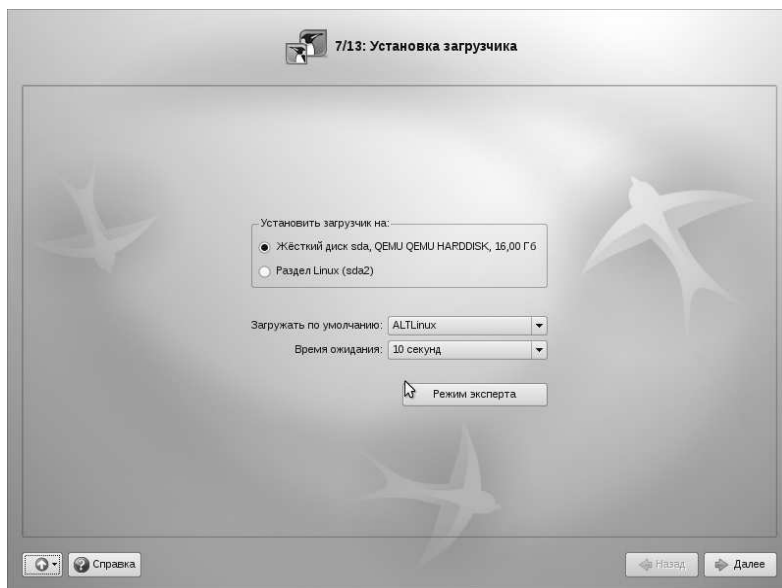 7/13: Установка загрузчика
Установить загрузчик на:
Жёсткий диск sda, QEMU QEMU HARDDISK, 16,00 Гб
Раздел Linux (sda2)
Загружать по умолчанию: ALTLinux
Время ожидания: 10 секунд
Режим эксперта
Справка
Назад
Далее